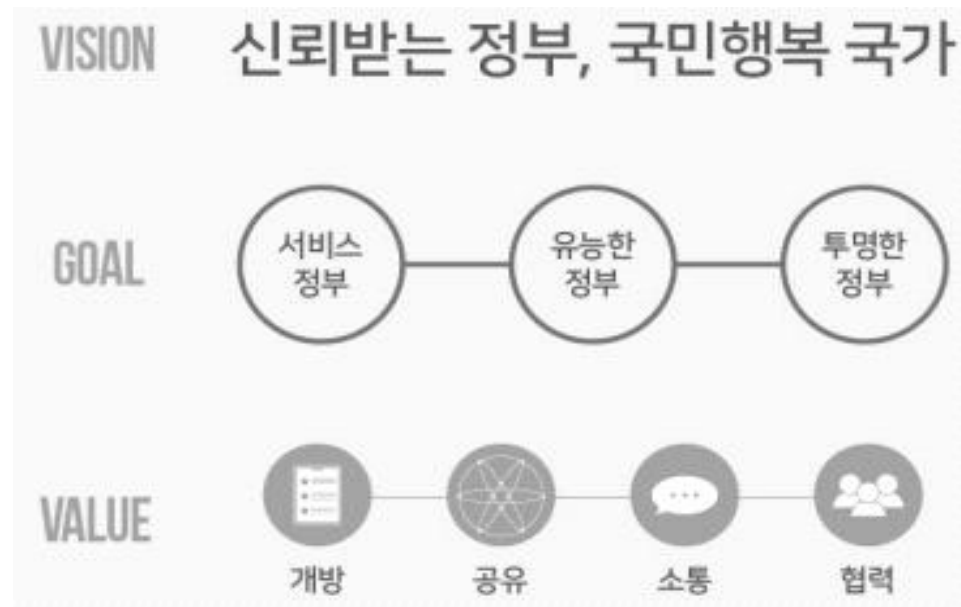 VISION 신뢰받는 정부, 국민행복 국가
GOAL
서비스
정부
유능한
정부
투명한
정부
VALUE
개방
공유
소통
협력